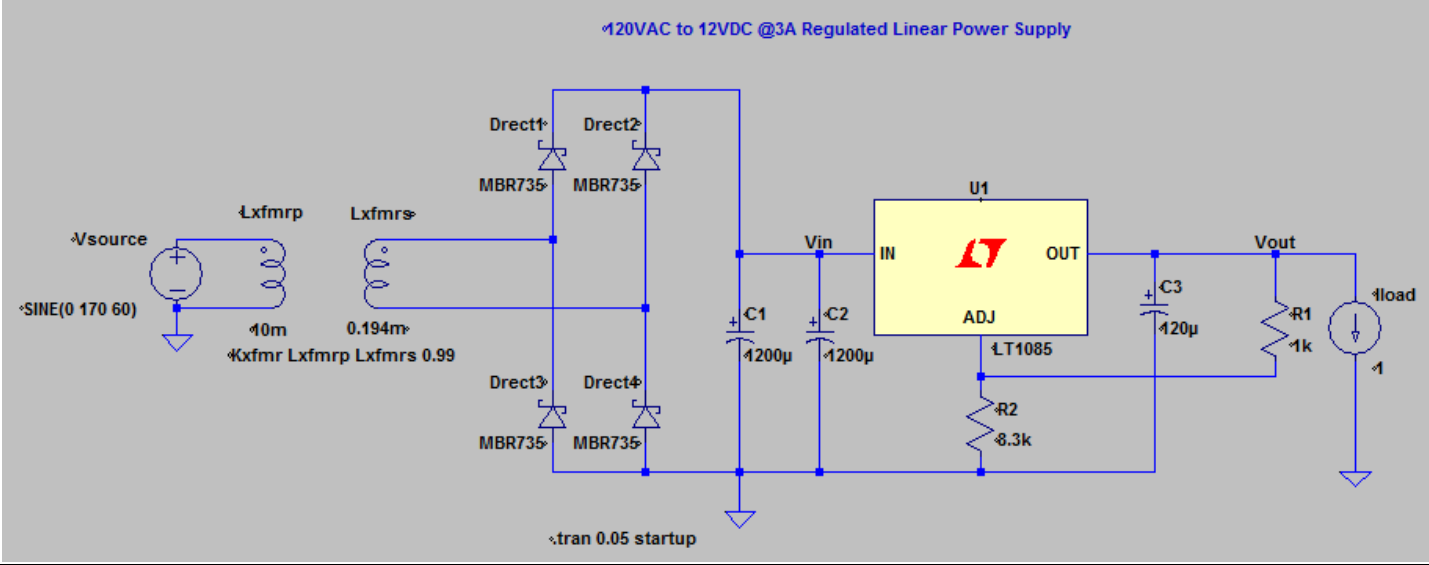 120VAC to 12VDC @3A Regulated Linear Power Supply
Drect1
Drect2
MBR735
MBR735
U1
Lxfmrp
Lxfmrs
Vsource
Vin
IN
OUT
Vout
SINE(0 170 60)
C3
Iload
C1
C2
ADJ
R1
10m
0.194m
120µ
1k
LT1085
Kxfmr Lxfmrp Lxfmrs 0.99
1200µ
1200µ
1
Drect3
Drect4
R2
MBR735
MBR735
8.3k
.tran 0.05 startup